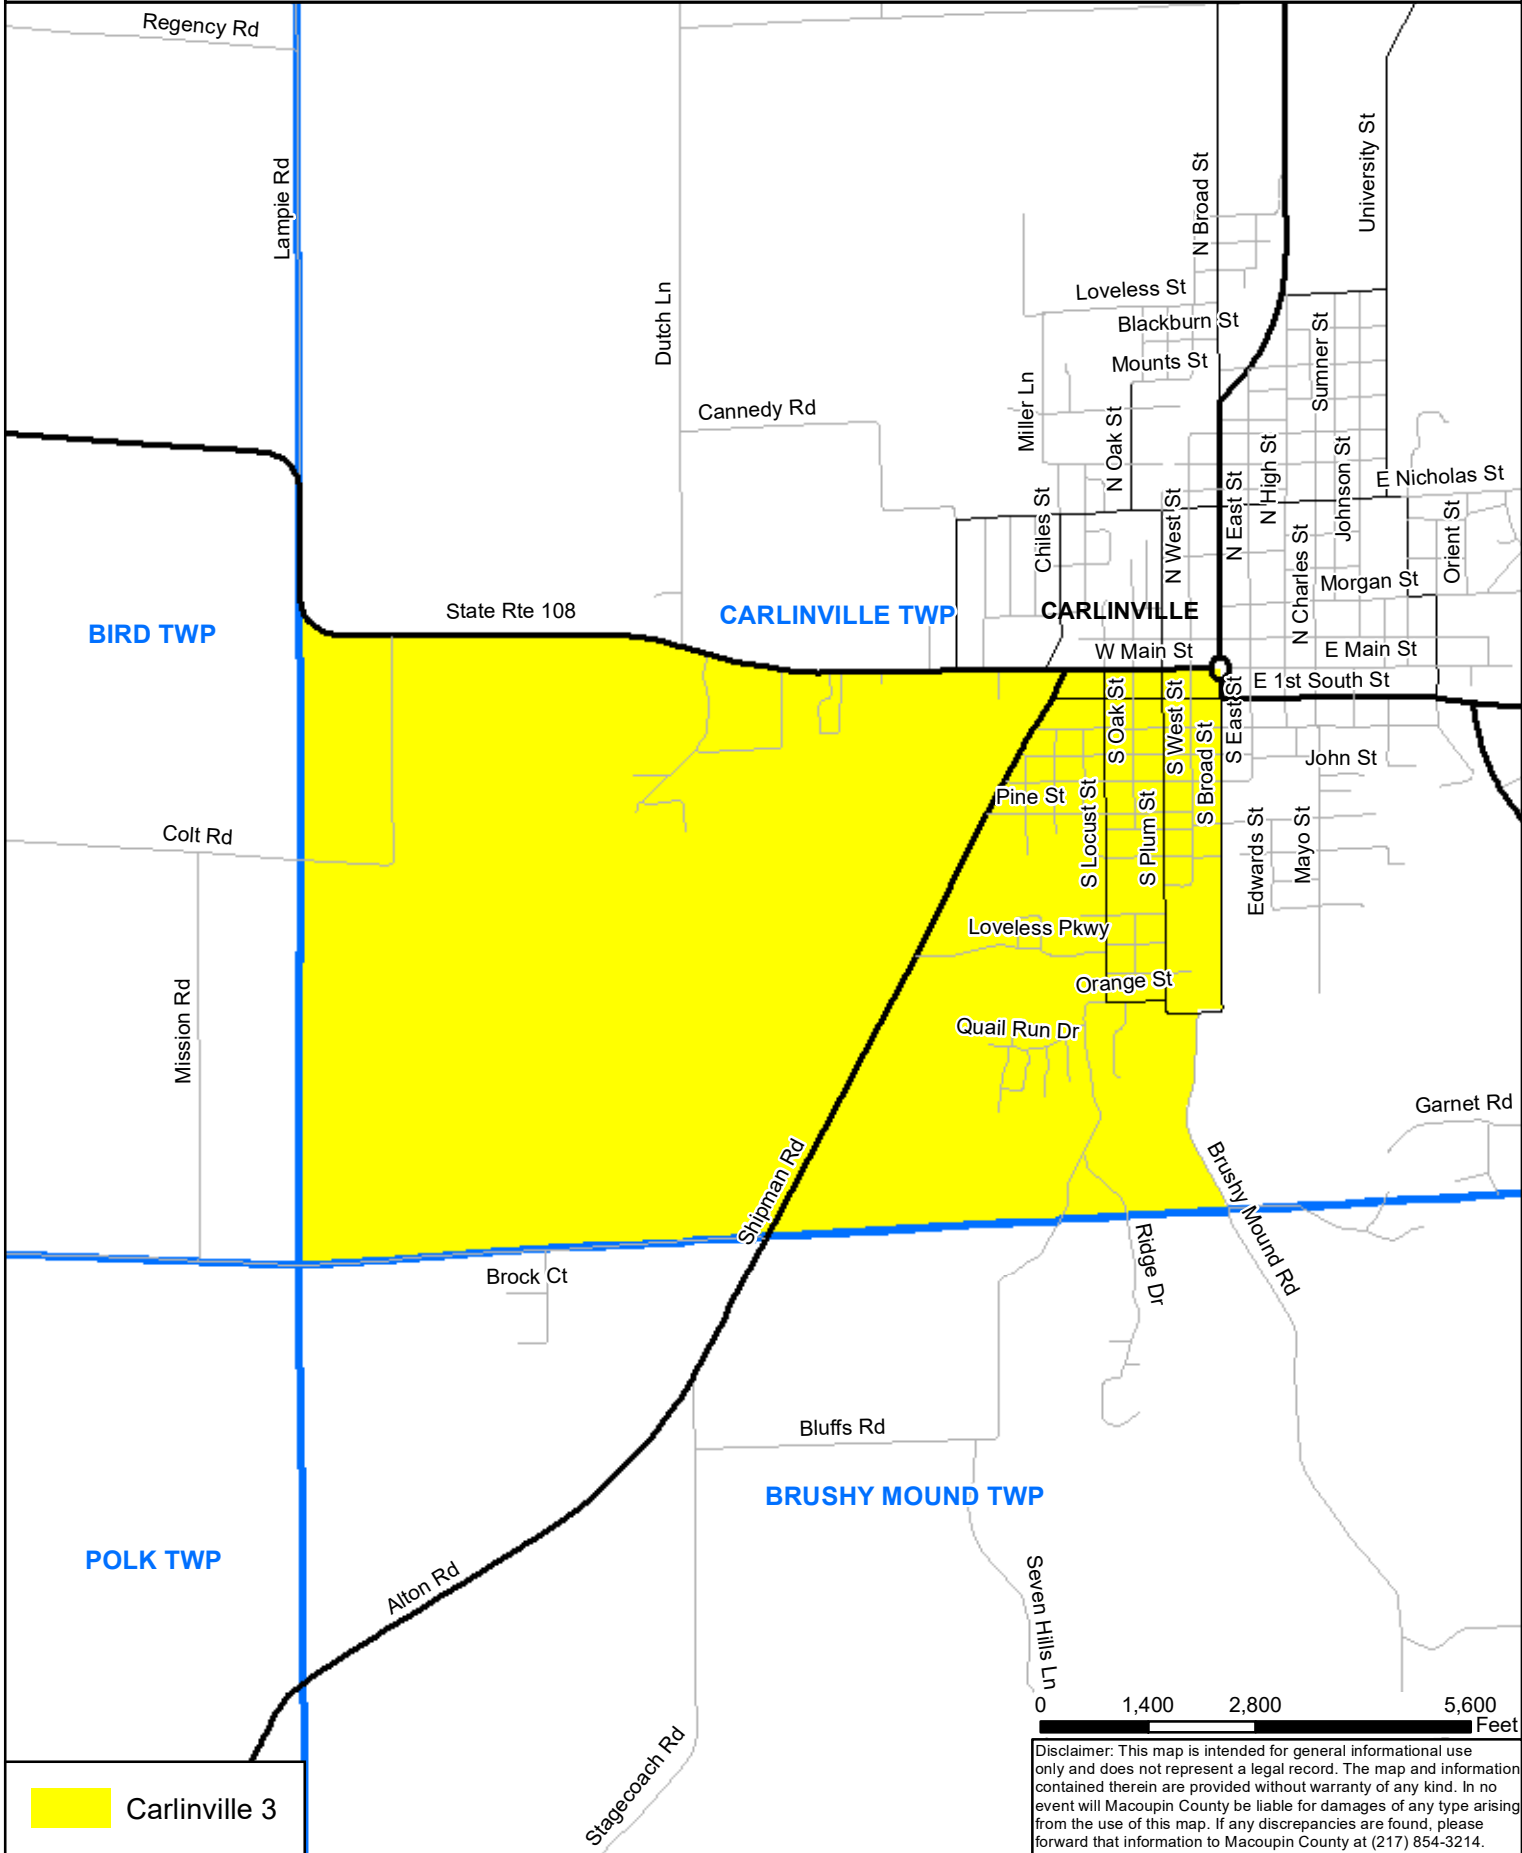 Regency Rd
Lampie Rd
Dutch Ln
N Broad St
University St
Loveless St
Blackburn St
Mounts St
Sumner St
Miller Ln
Cannedy Rd
N Oak St
N High St
Johnson St
E Nicholas St
Chiles St
N West St
N East St
Orient St
N Charles St
Morgan St
State Rte 108
CARLINVILLE TWP
CARLINVILLE
BIRD TWP
W Main St
E Main St
E 1st South St
S Oak St
S West St
S East St
S Broad St
John St
Pine St
S Locust St
S Plum St
Edwards St
Mayo St
Colt Rd
Loveless Pkwy
Orange St
Mission Rd
Quail Run Dr
Garnet Rd
Shipman Rd
Brushy Mound Rd
Ridge Dr
Brock Ct
Bluffs Rd
BRUSHY MOUND TWP
POLK TWP
Alton Rd
Seven Hills Ln
Stagecoach Rd
0 1,400 2,800 5,600
Feet
Carlinville 3
Disclaimer: This map is intended for general informational use
only and does not represent a legal record. The map and information
contained therein are provided without warranty of any kind. In no
event will Macoupin County be liable for damages of any type arising
from the use of this map. If any discrepancies are found, please
forward that information to Macoupin County at (217) 854-3214.